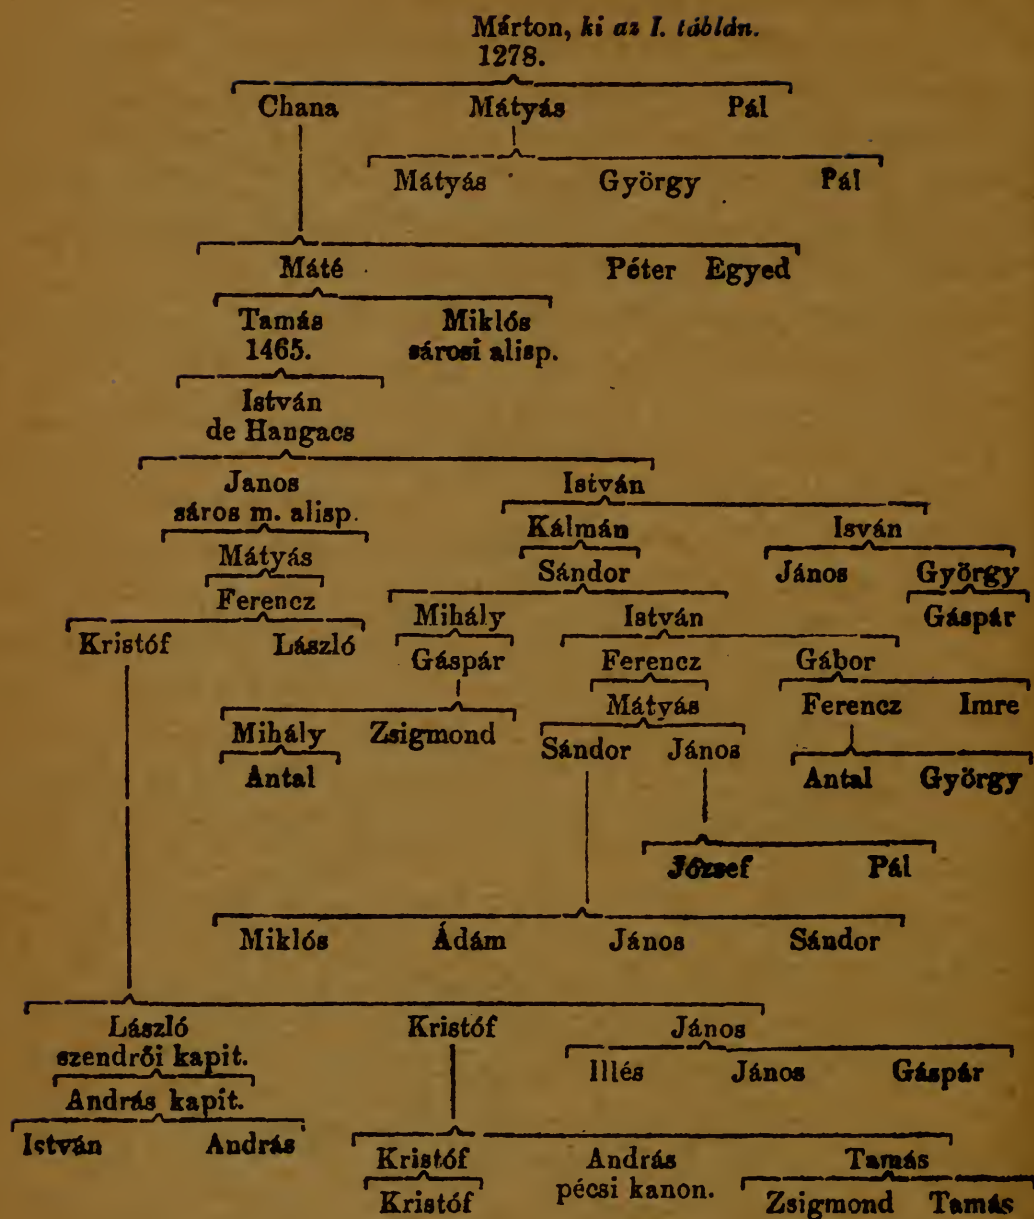 Márton, ki az I. táblán.
1278.
Chana Mátyás Pál
Mátyás György Pál
Máté Péter Egyed
Tamás Miklós
1465. sárosi alisp.
István
de Hangacs
Janos István
sáros m. alisp.
Kálmán Isván
Mátyás Sándor János György
Ferencz Mihály István Gáspár
Kristóf László Gáspár Ferencz Gábor
Mátyás Ferencz Imre
Mihály Zsigmond Sándor János
Antal Antal György
József Pál
Miklós Ádám János Sándor
László Kristóf János
szendrői kapit.
Illés János Gáspár
András kapit.
István András
Kristóf András Tamás
pécsi kanon.
Kristóf Zsigmond Tamás